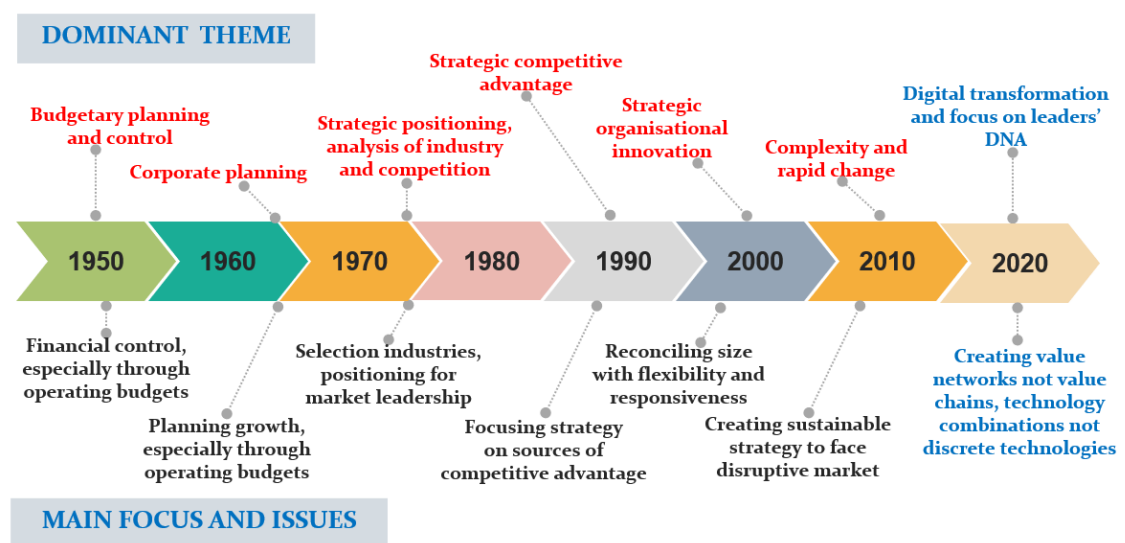 DOMINANT THEME
Budgetary planning
and control
Corporate planning
Strategic positioning,
analysis of industry
and competition
Strategic competitive
advantage
Strategic
organisational
innovation
Complexity and
rapid change
Digital transformation
and focus on leaders'
DNA
1950
1960
1970
1980
1990
2000
2010
2020
Financial control,
especially through
operating budgets
Planning growth,
especially through
operating budgets
Selection industries,
positioning for
market leadership
Focusing strategy
on sources of
competitive advantage
Reconciling size
with flexibility and
responsiveness
Creating sustainable
strategy to face
disruptive market
Creating value
networks not value
chains, technology
combinations not
discrete technologies
MAIN FOCUS AND ISSUES